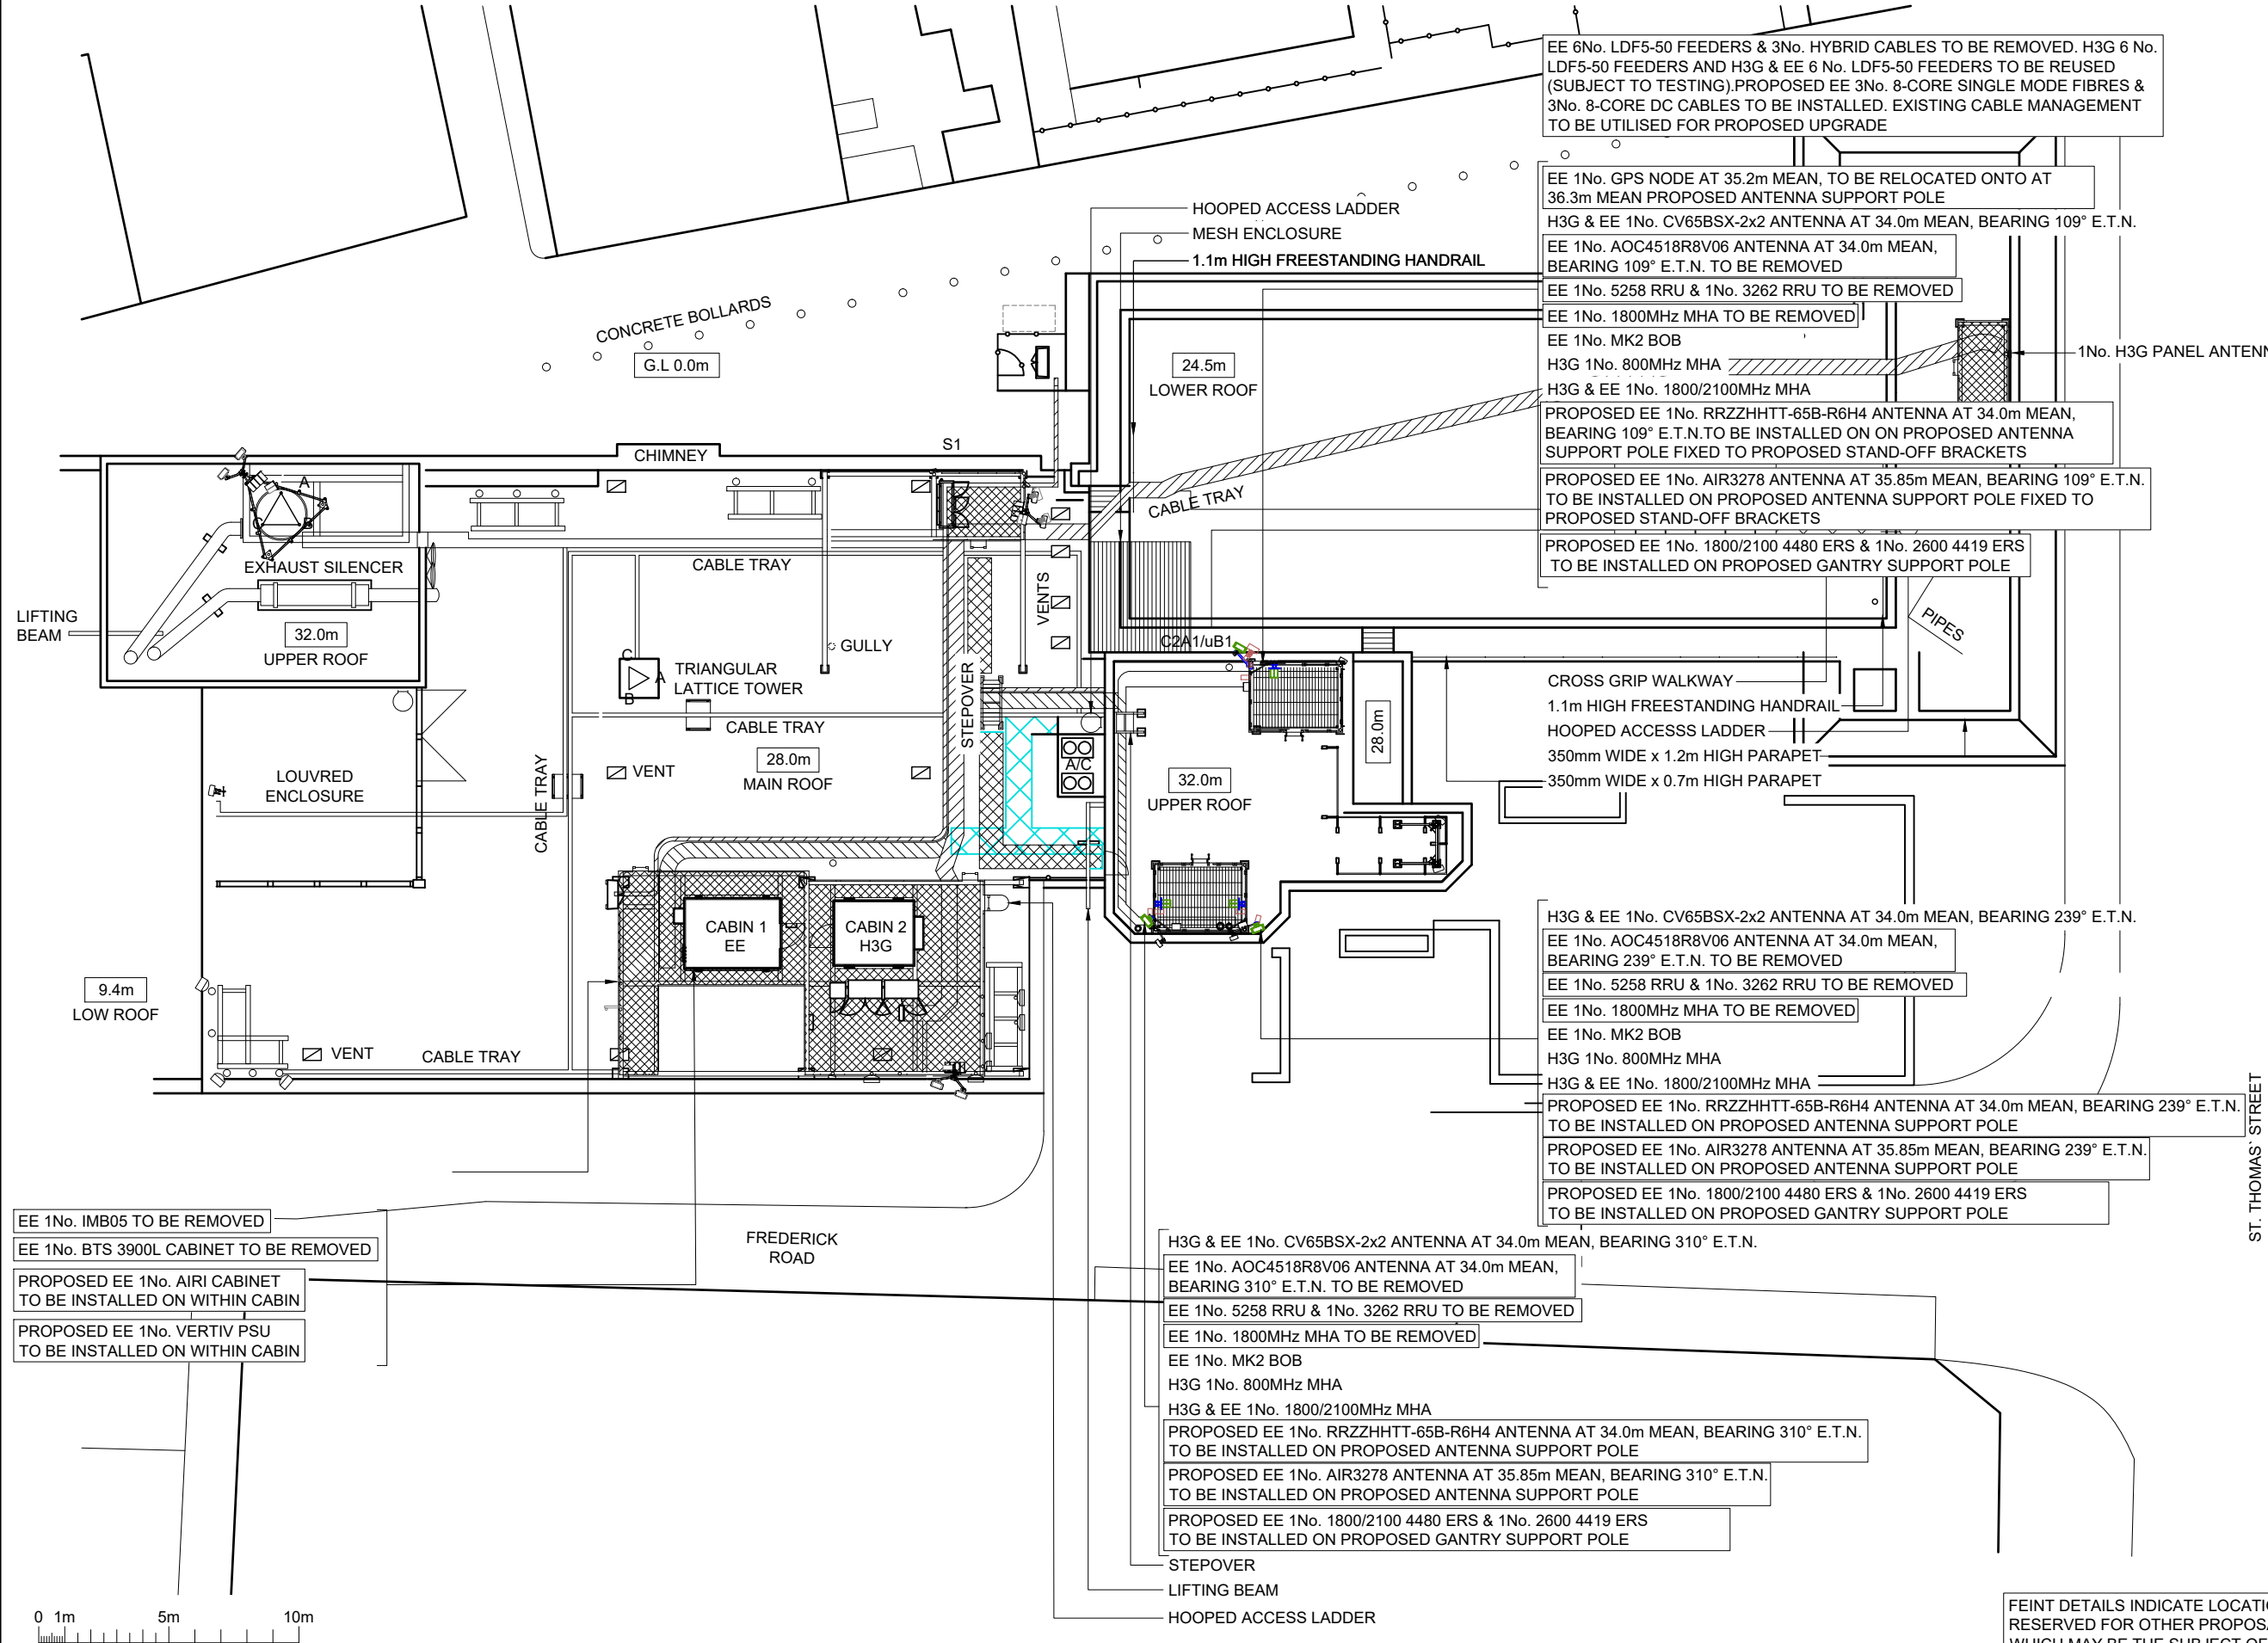 EE 6No. LDF5-50 FEEDERS & 3No. HYBRID CABLES TO BE REMOVED. H3G 6 No.
LDF5-50 FEEDERS AND H3G & EE 6 No. LDF5-50 FEEDERS TO BE REUSED
(SUBJECT TO TESTING).PROPOSED EE 3No. 8-CORE SINGLE MODE FIBRES &
3No. 8-CORE DC CABLES TO BE INSTALLED. EXISTING CABLE MANAGEMENT
TO BE UTILISED FOR PROPOSED UPGRADE
EE 1No. GPS NODE AT 35.2m MEAN, TO BE RELOCATED ONTO AT
36.3m MEAN PROPOSED ANTENNA SUPPORT POLE
H3G & EE 1No. CV65BSX-2x2 ANTENNA AT 34.0m MEAN, BEARING 109° E.T.N.
EE 1No. AOC4518R8V06 ANTENNA AT 34.0m MEAN,
BEARING 109° E.T.N. TO BE REMOVED
EE 1No. 5258 RRU & 1No. 3262 RRU TO BE REMOVED
EE 1No. 1800MHz MHA TO BE REMOVED
EE 1No. MK2 BOB
H3G 1No. 800MHz MHA
H3G & EE 1No. 1800/2100MHz MHA
PROPOSED EE 1No. RRZZHHTT-65B-R6H4 ANTENNA AT 34.0m MEAN,
BEARING 109° E.T.N.TO BE INSTALLED ON ON PROPOSED ANTENNA
SUPPORT POLE FIXED TO PROPOSED STAND-OFF BRACKETS
PROPOSED EE 1No. AIR3278 ANTENNA AT 35.85m MEAN, BEARING 109° E.T.N.
TO BE INSTALLED ON PROPOSED ANTENNA SUPPORT POLE FIXED TO
PROPOSED STAND-OFF BRACKETS
PROPOSED EE 1No. 1800/2100 4480 ERS & 1No. 2600 4419 ERS
TO BE INSTALLED ON PROPOSED GANTRY SUPPORT POLE
1No. H3G PANEL ANTENN
HOOPED ACCESS LADDER
MESH ENCLOSURE
1.1m HIGH FREESTANDING HANDRAIL
CONCRETE BOLLARDS
G.L 0.0m
24.5m
LOWER ROOF
CHIMNEY
S1
CABLE TRAY
A
C
B
EXHAUST SILENCER
CABLE TRAY
VENTS
LIFTING
BEAM
32.0m
UPPER ROOF
GULLY
C2A1/uB1
PIPES
C
A
B
TRIANGULAR
LATTICE TOWER
STEPOVER
CABLE TRAY
28.0m
MAIN ROOF
VENT
A/C
28.0m
32.0m
UPPER ROOF
LOUVRED
ENCLOSURE
CABLE TRAY
CROSS GRIP WALKWAY
1.1m HIGH FREESTANDING HANDRAIL
HOOPED ACCESSS LADDER
350mm WIDE x 1.2m HIGH PARAPET
350mm WIDE x 0.7m HIGH PARAPET
CABIN 1
EE
CABIN 2
H3G
9.4m
LOW ROOF
VENT
CABLE TRAY
H3G & EE 1No. CV65BSX-2x2 ANTENNA AT 34.0m MEAN, BEARING 239° E.T.N.
EE 1No. AOC4518R8V06 ANTENNA AT 34.0m MEAN,
BEARING 239° E.T.N. TO BE REMOVED
EE 1No. 5258 RRU & 1No. 3262 RRU TO BE REMOVED
EE 1No. 1800MHz MHA TO BE REMOVED
EE 1No. MK2 BOB
H3G 1No. 800MHz MHA
H3G & EE 1No. 1800/2100MHz MHA
PROPOSED EE 1No. RRZZHHTT-65B-R6H4 ANTENNA AT 34.0m MEAN, BEARING 239° E.T.N.
TO BE INSTALLED ON PROPOSED ANTENNA SUPPORT POLE
PROPOSED EE 1No. AIR3278 ANTENNA AT 35.85m MEAN, BEARING 239° E.T.N.
TO BE INSTALLED ON PROPOSED ANTENNA SUPPORT POLE
PROPOSED EE 1No. 1800/2100 4480 ERS & 1No. 2600 4419 ERS
TO BE INSTALLED ON PROPOSED GANTRY SUPPORT POLE
ST. THOMAS` STREET
EE 1No. IMB05 TO BE REMOVED
EE 1No. BTS 3900L CABINET TO BE REMOVED
PROPOSED EE 1No. AIRI CABINET
TO BE INSTALLED ON WITHIN CABIN
PROPOSED EE 1No. VERTIV PSU
TO BE INSTALLED ON WITHIN CABIN
FREDERICK
ROAD
H3G & EE 1No. CV65BSX-2x2 ANTENNA AT 34.0m MEAN, BEARING 310° E.T.N.
EE 1No. AOC4518R8V06 ANTENNA AT 34.0m MEAN,
BEARING 310° E.T.N. TO BE REMOVED
EE 1No. 5258 RRU & 1No. 3262 RRU TO BE REMOVED
EE 1No. 1800MHz MHA TO BE REMOVED
EE 1No. MK2 BOB
H3G 1No. 800MHz MHA
H3G & EE 1No. 1800/2100MHz MHA
PROPOSED EE 1No. RRZZHHTT-65B-R6H4 ANTENNA AT 34.0m MEAN, BEARING 310° E.T.N.
TO BE INSTALLED ON PROPOSED ANTENNA SUPPORT POLE
PROPOSED EE 1No. AIR3278 ANTENNA AT 35.85m MEAN, BEARING 310° E.T.N.
TO BE INSTALLED ON PROPOSED ANTENNA SUPPORT POLE
PROPOSED EE 1No. 1800/2100 4480 ERS & 1No. 2600 4419 ERS
TO BE INSTALLED ON PROPOSED GANTRY SUPPORT POLE
STEPOVER
LIFTING BEAM
HOOPED ACCESS LADDER
0 1m 5m 10m
FEINT DETAILS INDICATE LOCATI
RESERVED FOR OTHER PROPOS
WHICH MAY BE THE SUBJECT OF